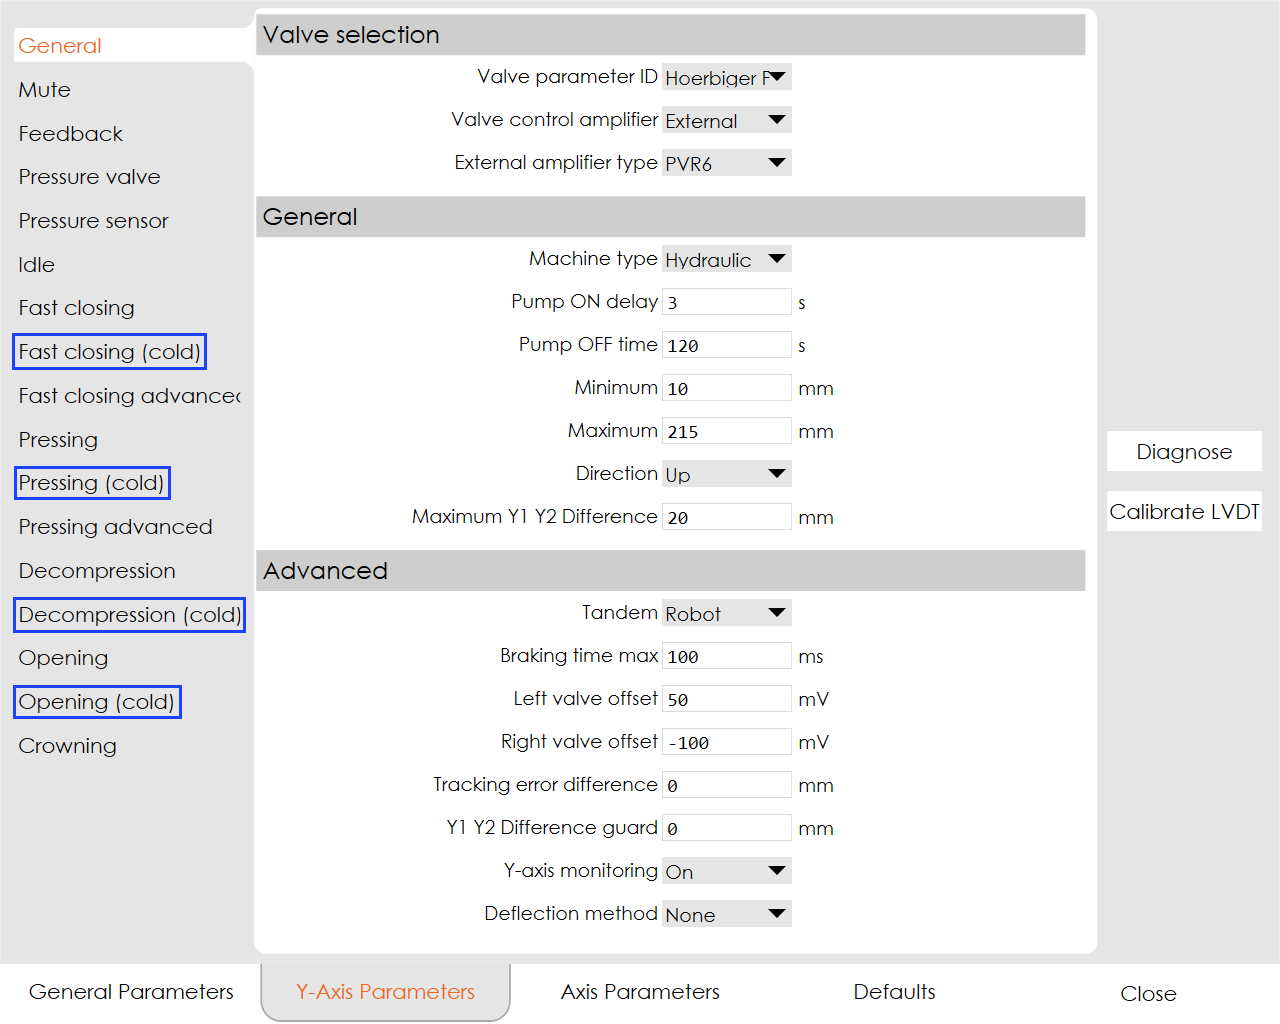 General
Mute
Feedback
Pressure valve
Pressure sensor
Idle
Fast closing
Fast closing (cold)
Fast closing advanced
Pressing
Pressing (cold)
Pressing advanced
Decompression
Decompression (cold)
Opening
Opening (cold)
Crowning
Valve selection
Valve parameter ID Hoerbiger P
Valve control amplifier External
External amplifier type PVR6
General
Machine type Hydraulic
Pump ON delay 3 s
Pump OFF time 120 s
Minimum 10 mm
Maximum 215 mm
Direction Up
Maximum Y1 Y2 Difference 20 mm
Advanced
Tandem Robot
Braking time max 100 ms
Left valve offset 50 mV
Right valve offset -100 mV
Tracking error difference 0 mm
Y1 Y2 Difference guard 0 mm
Y-axis monitoring On
Deflection method None
Diagnose
Calibrate LVDT
General Parameters Y-Axis Parameters Axis Parameters Defaults Close